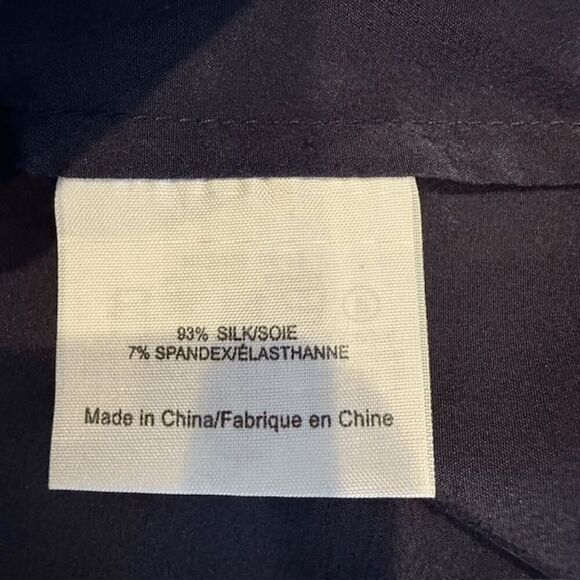 93% SILK/SOIE
7% SPANDEX/ÉLASTHANNE
Made in China/Fabrique en Chine